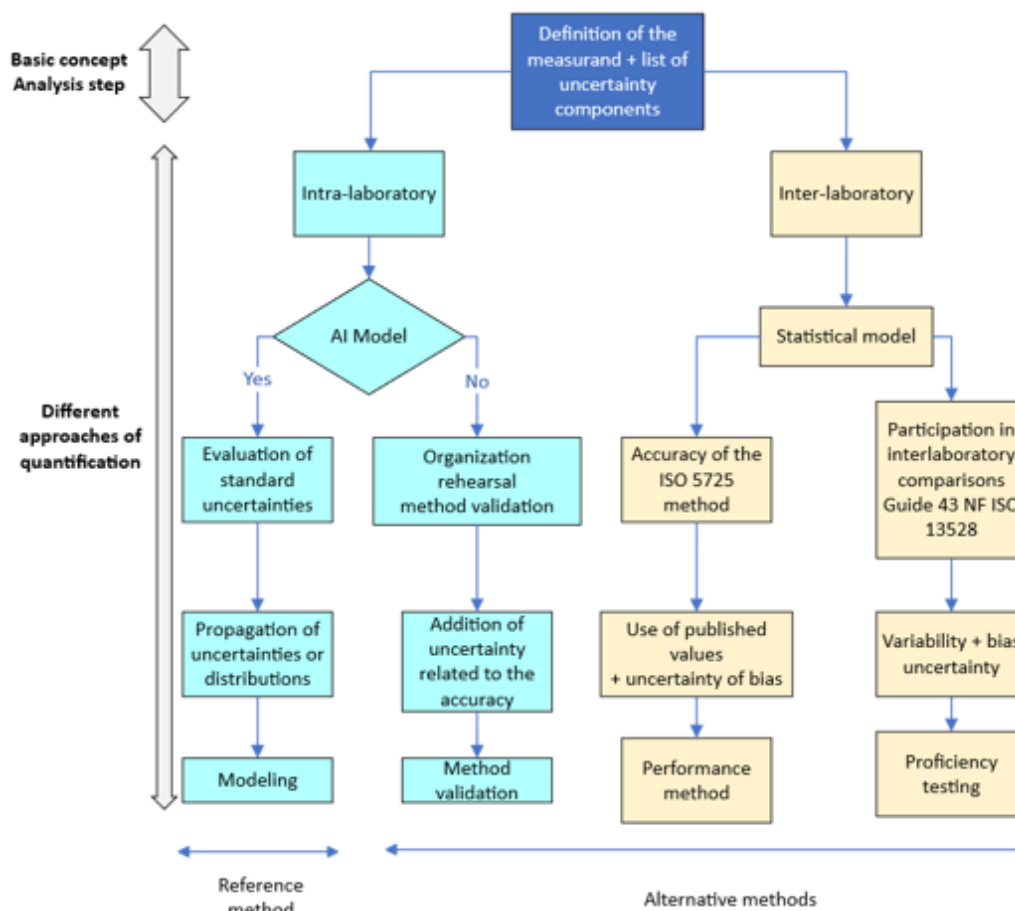 Basic concept
Analysis step
Definition of the
measurand + list of
uncertainty
components
Intra-laboratory
Inter-laboratory
AI Model
Statistical model
Yes
No
Different
approaches of
quantification
Evaluation of
standard
uncertainties
Organization
rehearsal
method validation
Accuracy of the
ISO 5725
method
Participation in
interlaboratory
comparisons
Guide 43 NF ISO
13528
Propagation of
uncertainties or
distributions
Addition of
uncertainty
related to the
accuracy
Use of published
values
+ uncertainty of bias
Variability + bias
uncertainty
Modeling
Method
validation
Performance
method
Proficiency
testing
Reference
method
Alternative methods